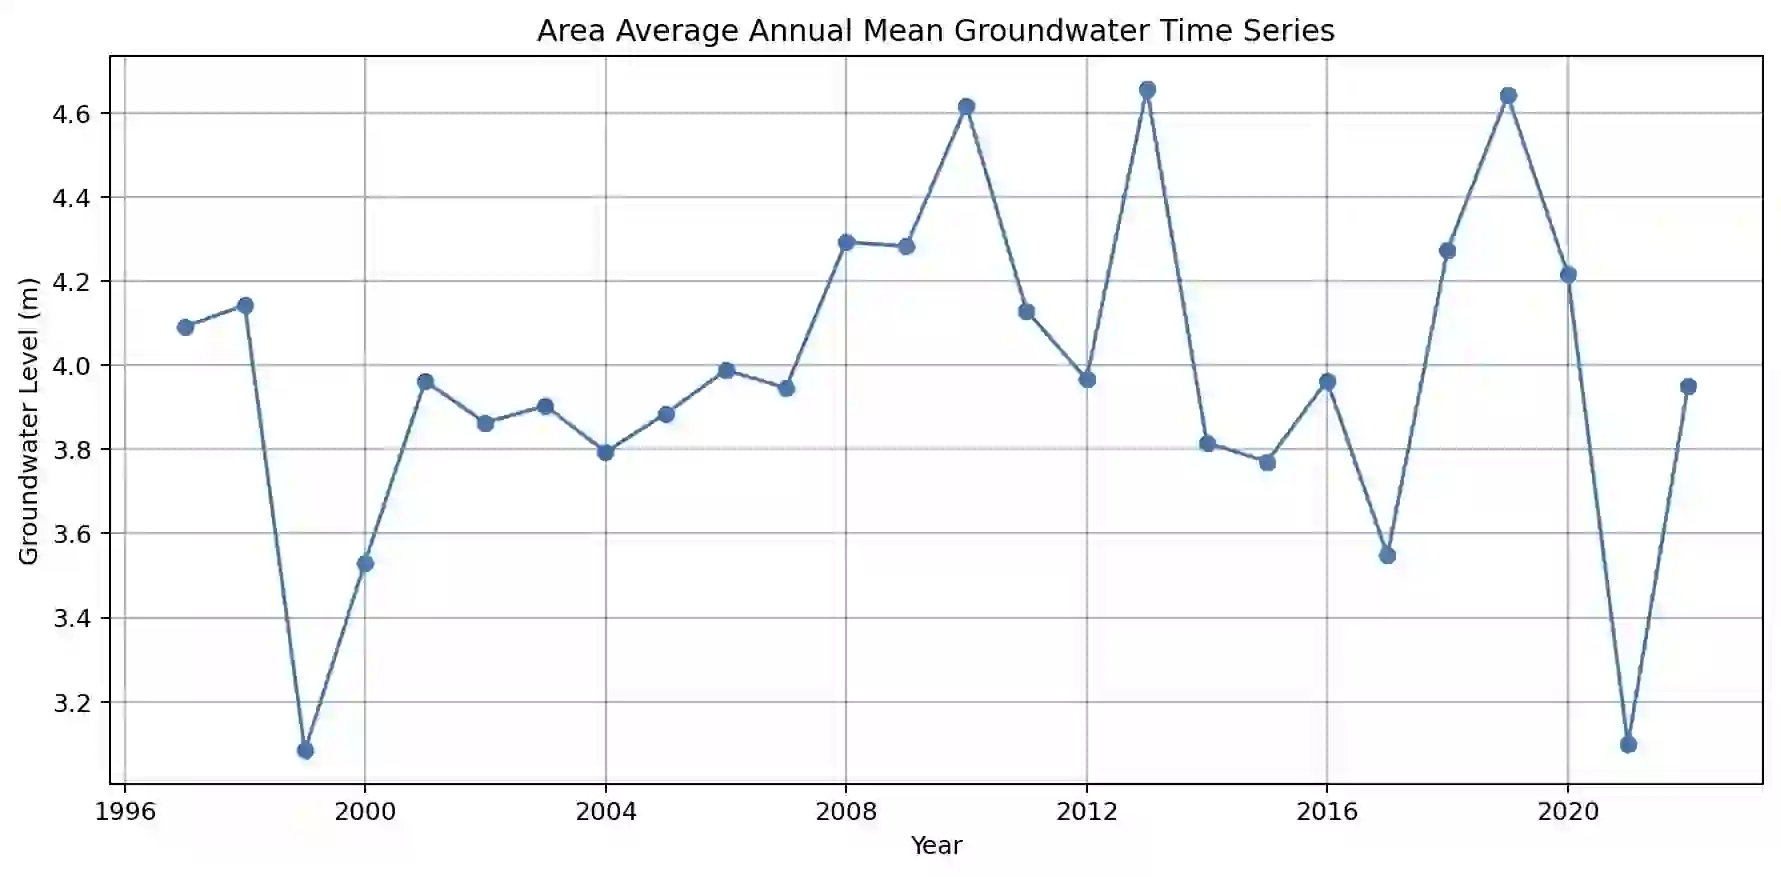 Area Average Annual Mean Groundwater Time Series
Groundwater Level (m)
4.6
4.4
4.2
4.0
3.8
3.6
3.4
3.2
1996 2000 2004 2008 2012 2016 2020
Year